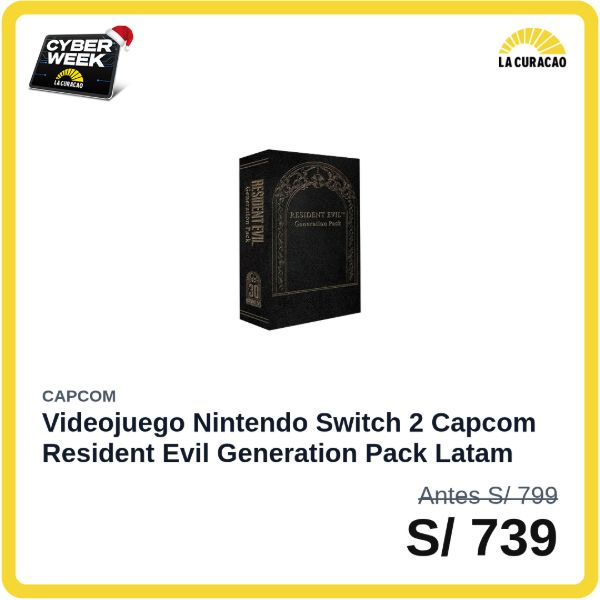 CYBER
WEEK
LA CURACAO
LA CURACAO
RESIDENT EVIL
Generation Pack
RESIDENT EVIL
Generation Pack
30
CAPCOM
Videojuego Nintendo Switch 2 Capcom
Resident Evil Generation Pack Latam
Antes S/ 799
S/ 739